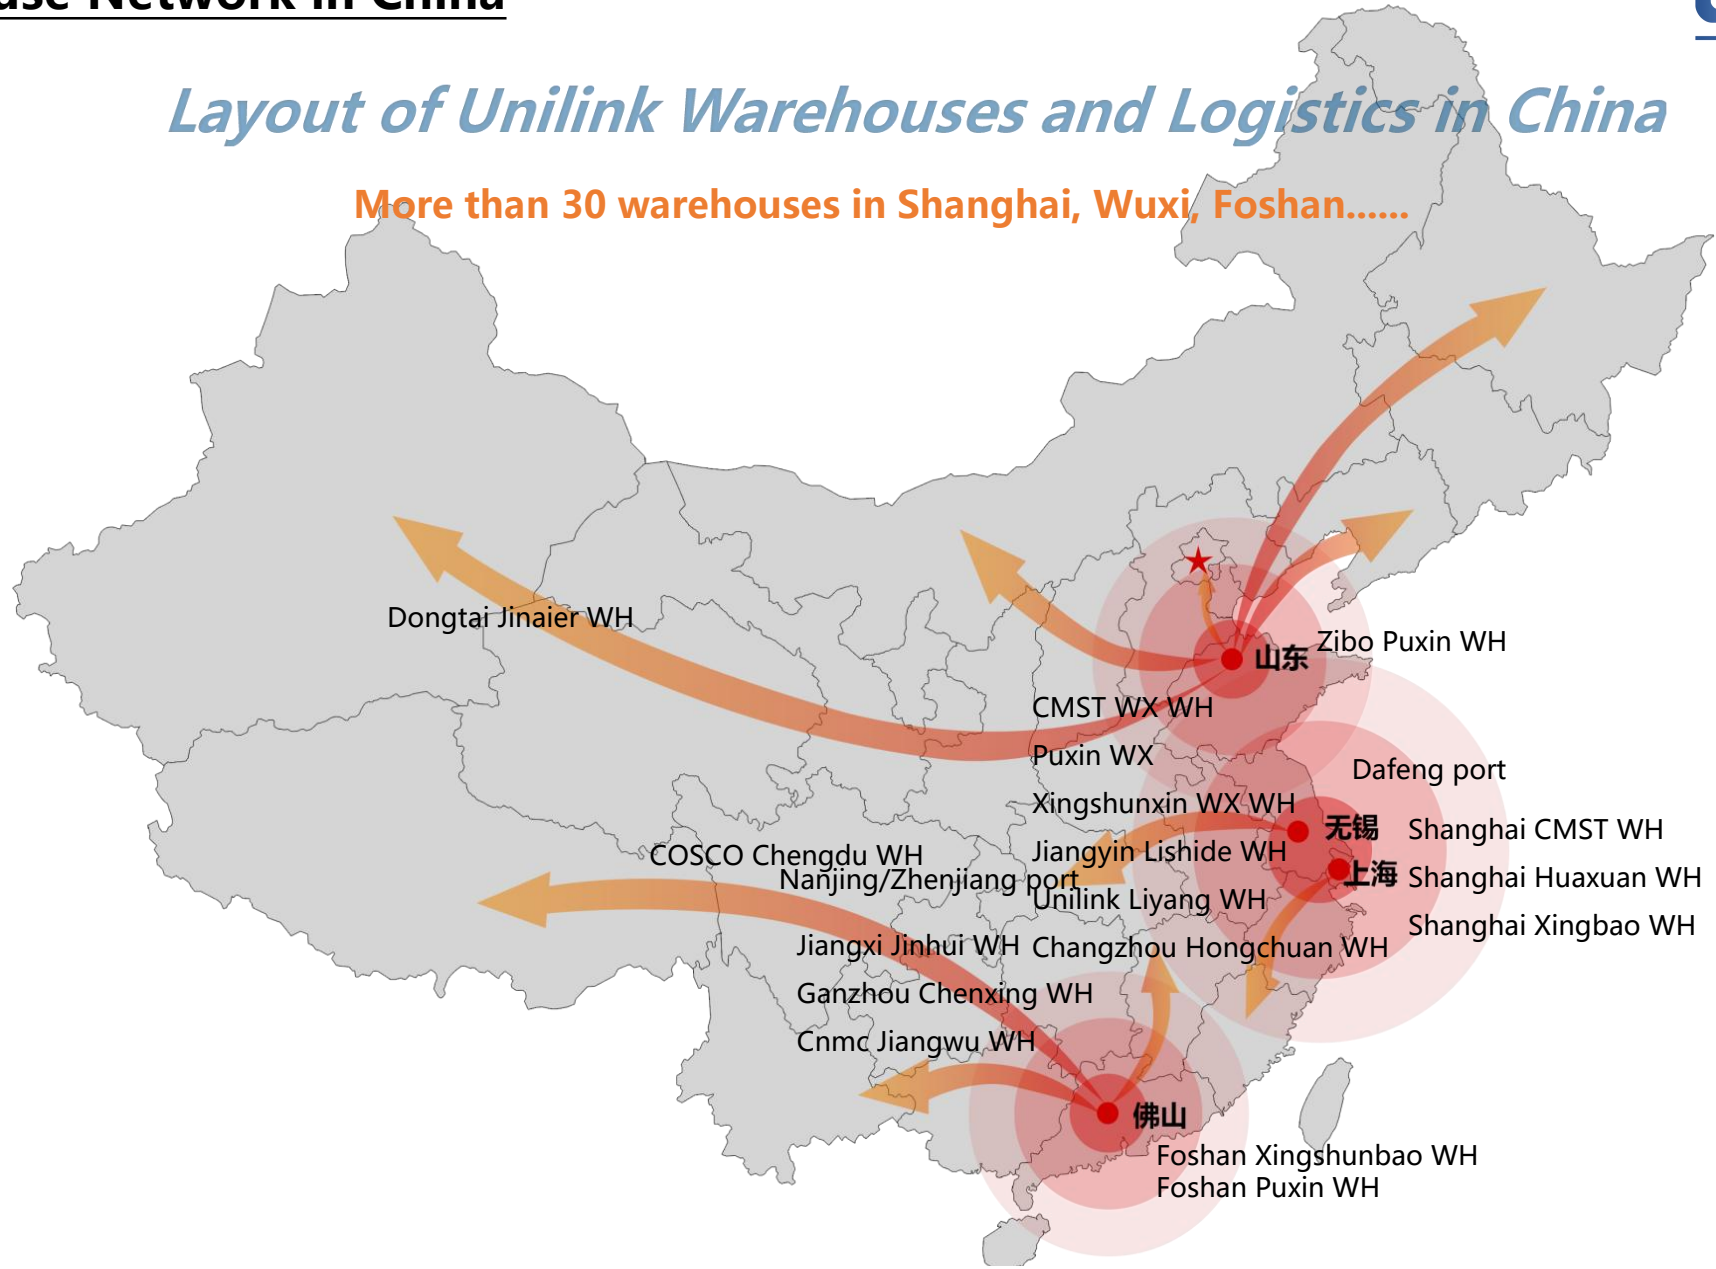 Network in China
Layout of Unilink Warehouses and Logistics in China
More than 30 warehouses in Shanghai, Wuxi, Foshan......
Dongtai Jinaier WH
Zibo Puxin WH
山东
CMST WX WH
Puxin WX
Dafeng port
Xingshunxin WX WH
无锡
Shanghai CMST WH
Jiangyin Lishide WH
COSCO Chengdu WH
上海
Shanghai Huaxuan WH
Nanjing/Zhenjiang port
Unilink Liyang WH
Shanghai Xingbao WH
Jiangxi Jinhui WH
Changzhou Hongchuan WH
Ganzhou Chenxing WH
Cnmc Jiangwu WH
佛山
Foshan Xingshunbao WH
Foshan Puxin WH